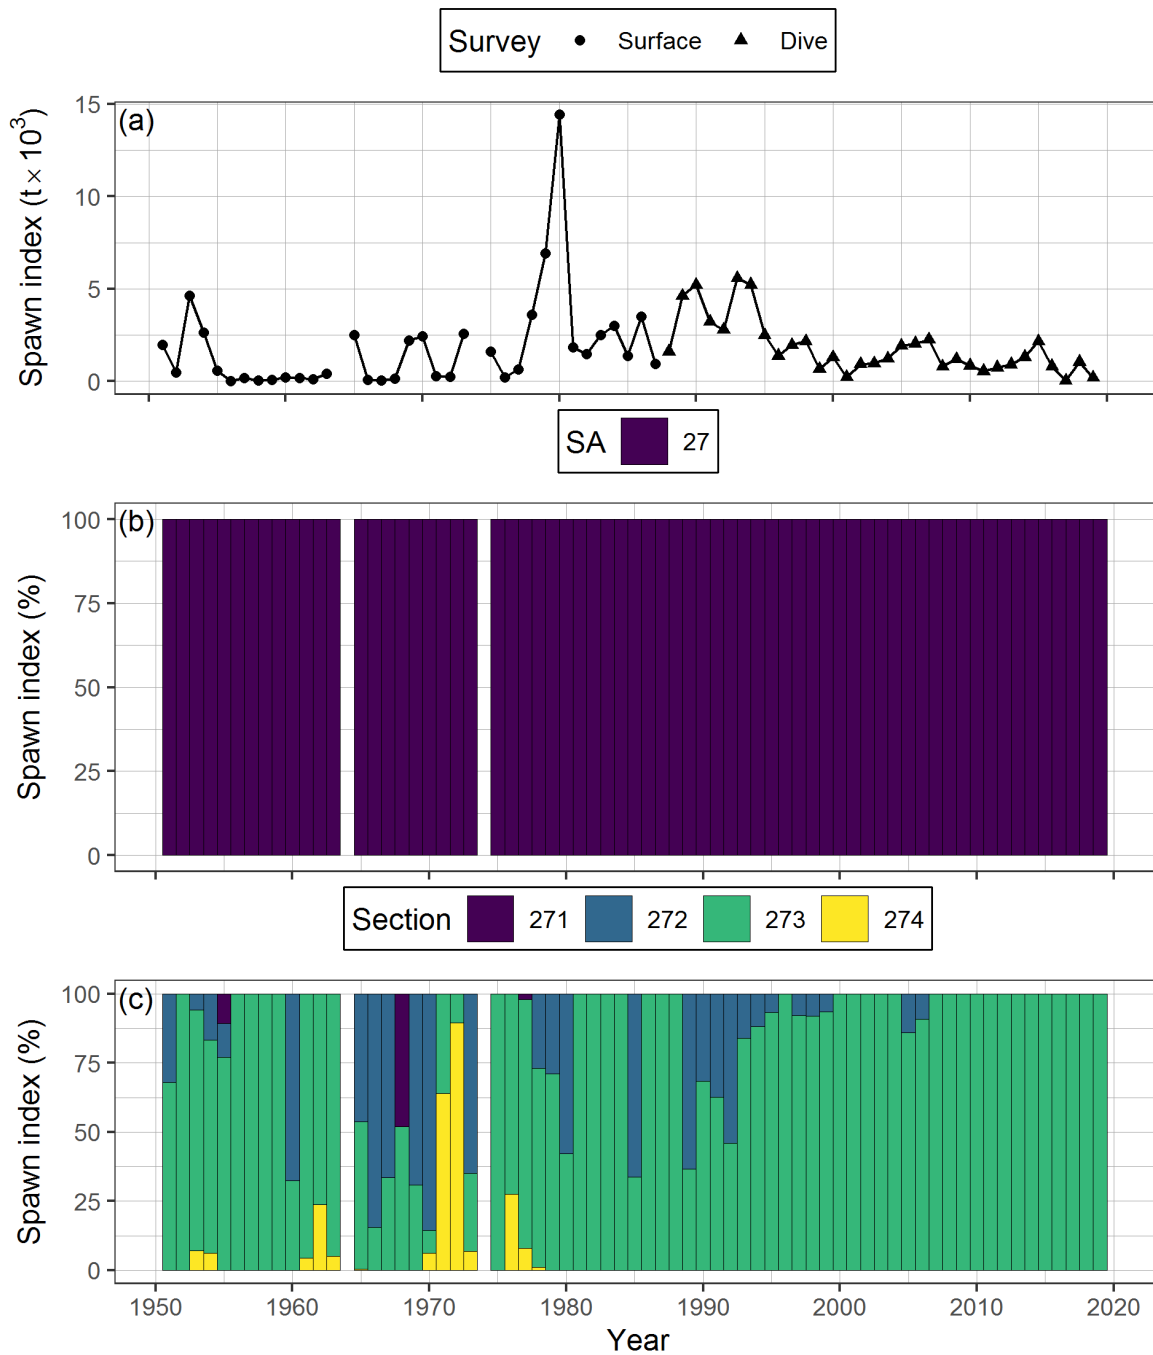 Survey Surface Dive
(a)
Spawn index (t × 10³)
15
10
5
0
SA 27
(b)
Spawn index (%)
100
75
50
25
0
Section 271 272 273 274
(c)
Spawn index (%)
100
75
50
25
0
1950 1960 1970 1980 1990 2000 2010 2020
Year